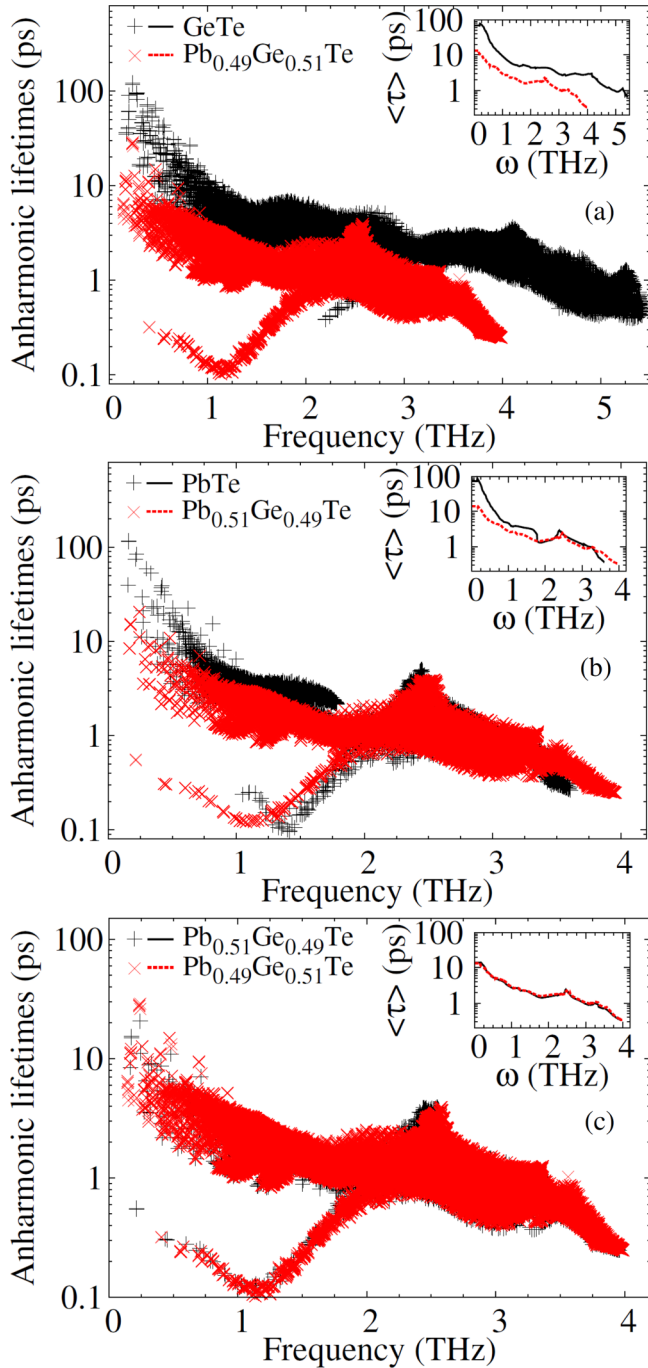 Anharmonic lifetimes (ps)
100
10
1
0.1
GeTe
Pb0.49Ge0.51Te
<τ> (ps)
100
10
1
0 1 2 3 4 5
ω (THz)
(a)
0 1 2 3 4 5
Frequency (THz)
Anharmonic lifetimes (ps)
100
10
1
0.1
PbTe
Pb0.51Ge0.49Te
<τ> (ps)
100
10
1
0 1 2 3 4
ω (THz)
(b)
0 1 2 3 4
Frequency (THz)
Anharmonic lifetimes (ps)
100
10
1
0.1
Pb0.51Ge0.49Te
Pb0.49Ge0.51Te
<τ> (ps)
100
10
1
0 1 2 3 4
ω (THz)
(c)
0 1 2 3 4
Frequency (THz)